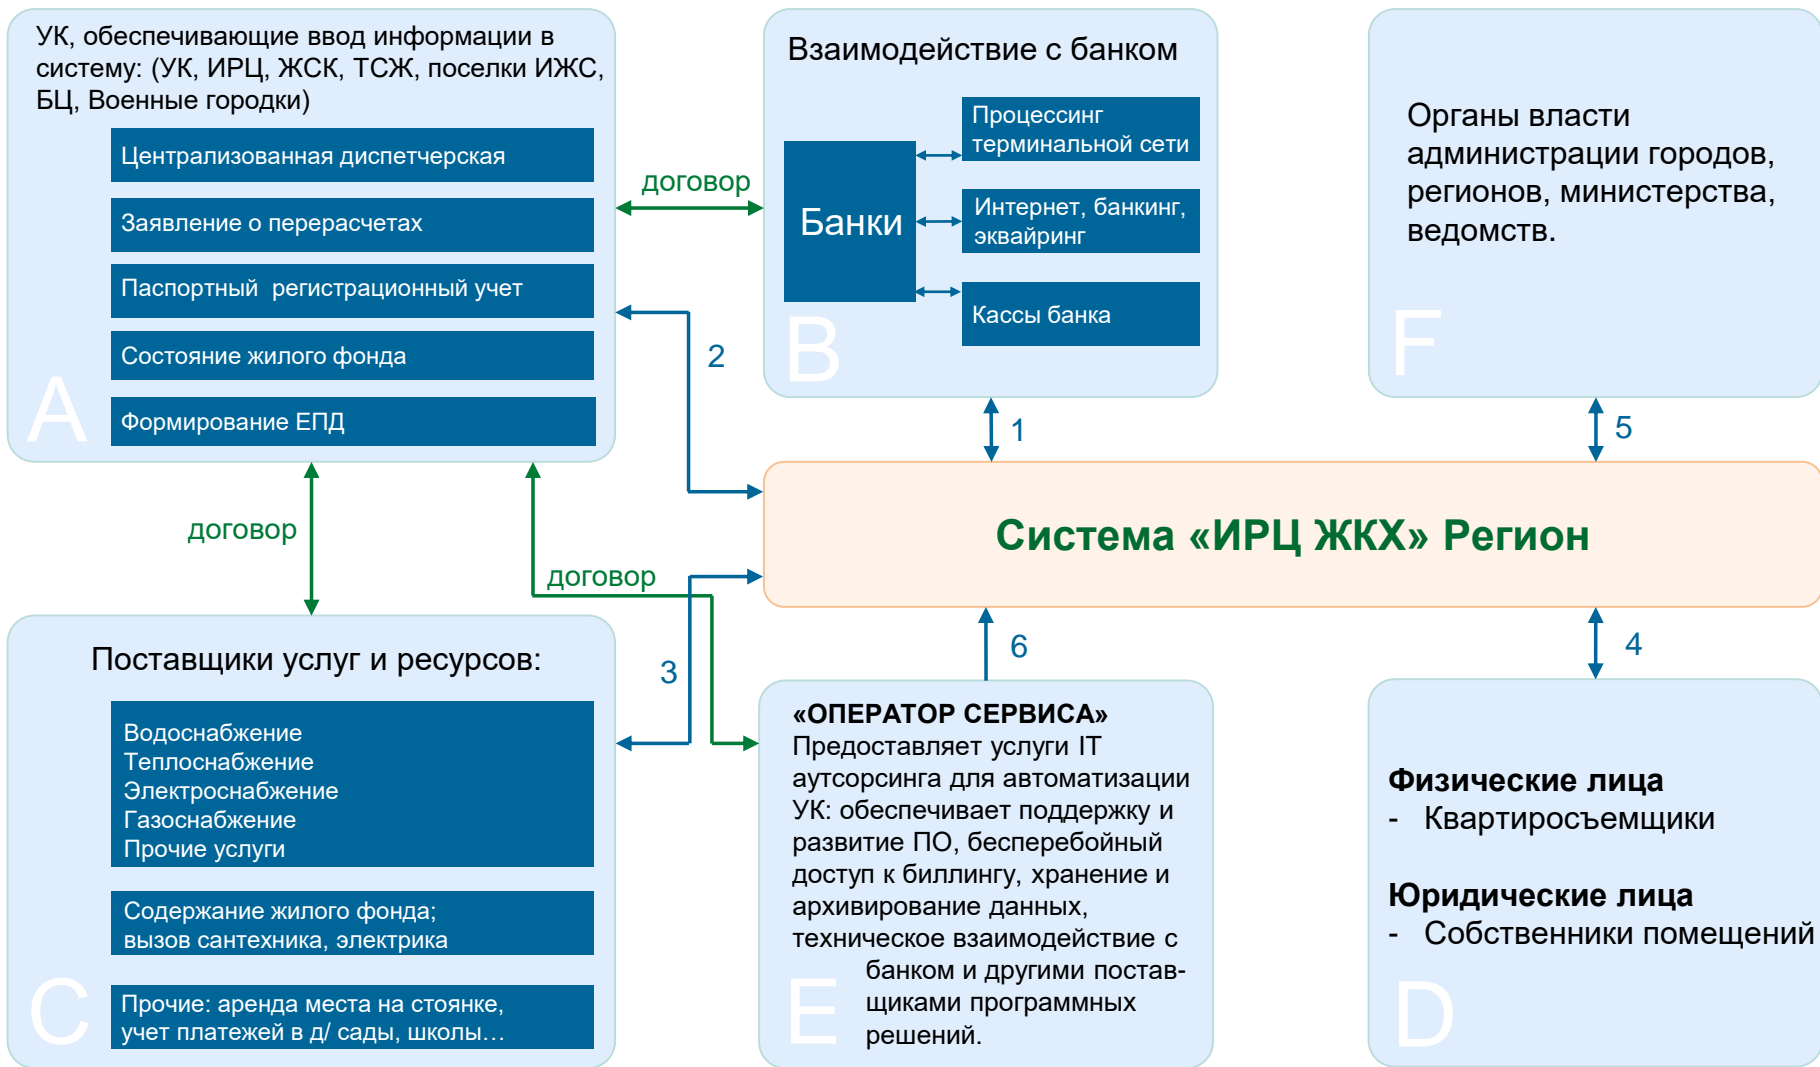 УК, обеспечивающие ввод информации в
систему: (УК, ИРЦ, ЖСК, ТСЖ, поселки ИЖС,
БЦ, Военные городки)
Централизованная диспетчерская
Заявление о перерасчетах
Паспортный регистрационный учет
Состояние жилого фонда
Формирование ЕПД
A
договор
2
Взаимодействие с банком
Банки
Процессинг
терминальной сети
Интернет, банкинг,
эквайринг
Кассы банка
B
1
Органы власти
администрации городов,
регионов, министерства,
ведомств.
F
5
Система «ИРЦ ЖКХ» Регион
договор
договор
3
6
4
Поставщики услуг и ресурсов:
Водоснабжение
Теплоснабжение
Электроснабжение
Газоснабжение
Прочие услуги
Содержание жилого фонда;
вызов сантехника, электрика
Прочие: аренда места на стоянке,
учет платежей в д/ сады, школы…
C
«ОПЕРАТОР СЕРВИСА»
Предоставляет услуги IT
аутсорсинга для автоматизации
УК: обеспечивает поддержку и
развитие ПО, бесперебойный
доступ к биллингу, хранение и
архивирование данных,
техническое взаимодействие с
банком и другими постав-
щиками программных
решений.
E
Физические лица
- Квартиросъемщики
Юридические лица
- Собственники помещений
D